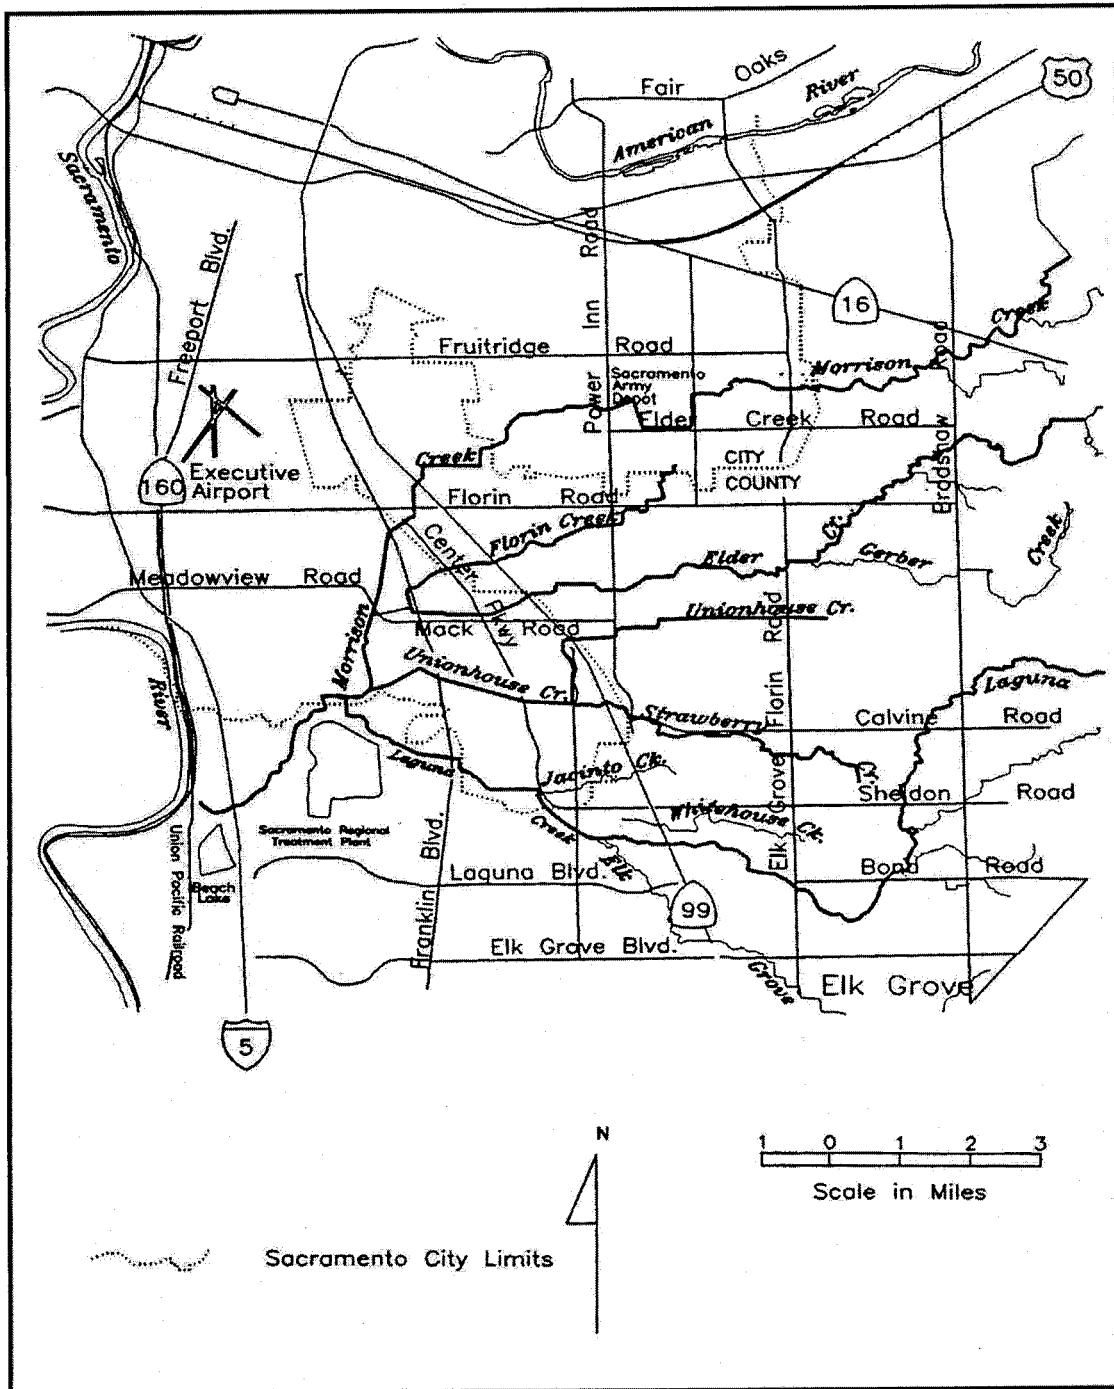 Fair Oaks
50
American River
Sacramento
River
Freeport Blvd.
Power Inn Road
16
Creek
Fruitridge Road
Morrison
Sacramento
Army
Depot
Elder Creek Road
Bradshaw Road
Creek
CITY
COUNTY
160
Executive
Airport
Florin Road
Florin Creek
Center Pkwy
Elder Cr.
Gerber Creek
Meadowview Road
Morrison
Mack Road
Unionhouse Cr.
Unionhouse Cr.
Elk Grove Florin Road
Laguna
Strawberry Cr.
Calvine Road
Laguna
Jacinto Ck.
Sheldon Road
Whitehouse Ck.
Creek
Sacramento Regional
Treatment Plant
Franklin Blvd.
Union Pacific Railroad
Beach
Lake
Laguna Blvd.
Elk
Bond Road
99
Elk Grove Blvd.
Grove
Elk Grove
5
N
1 0 1 2 3
Scale in Miles
Sacramento City Limits